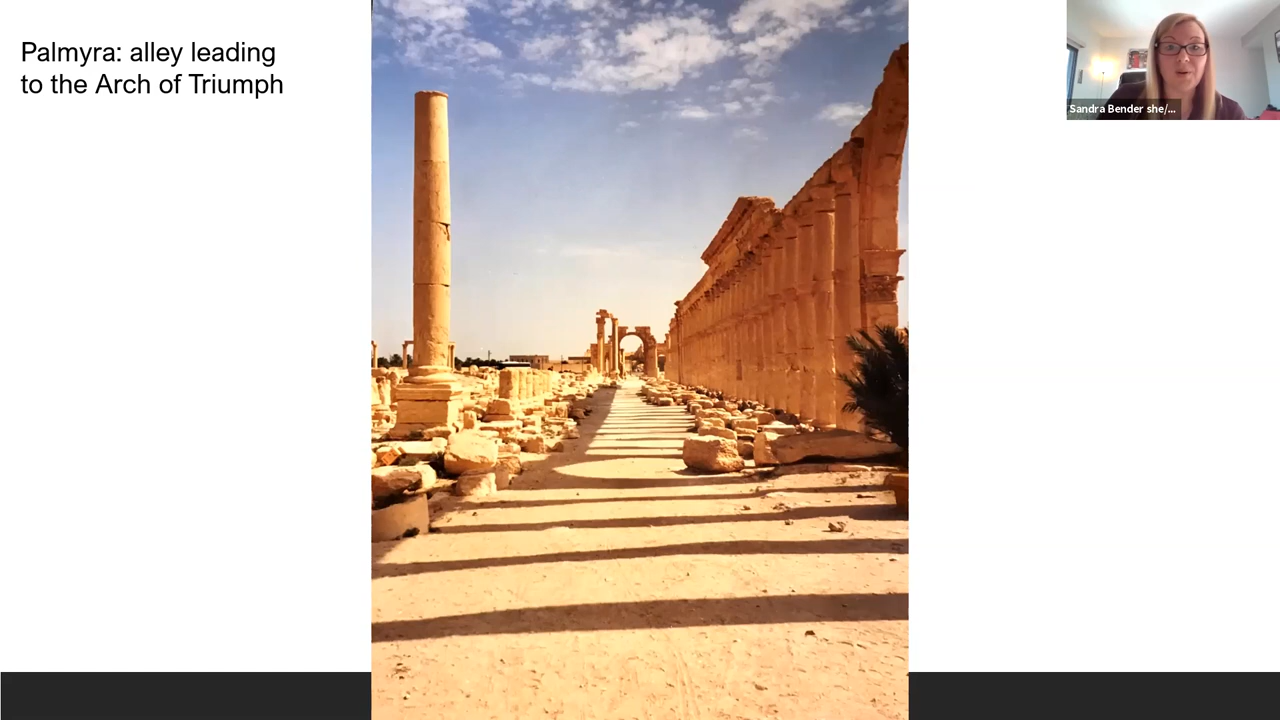 Palmyra: alley leading
to the Arch of Triumph
Sandra Bender she/...